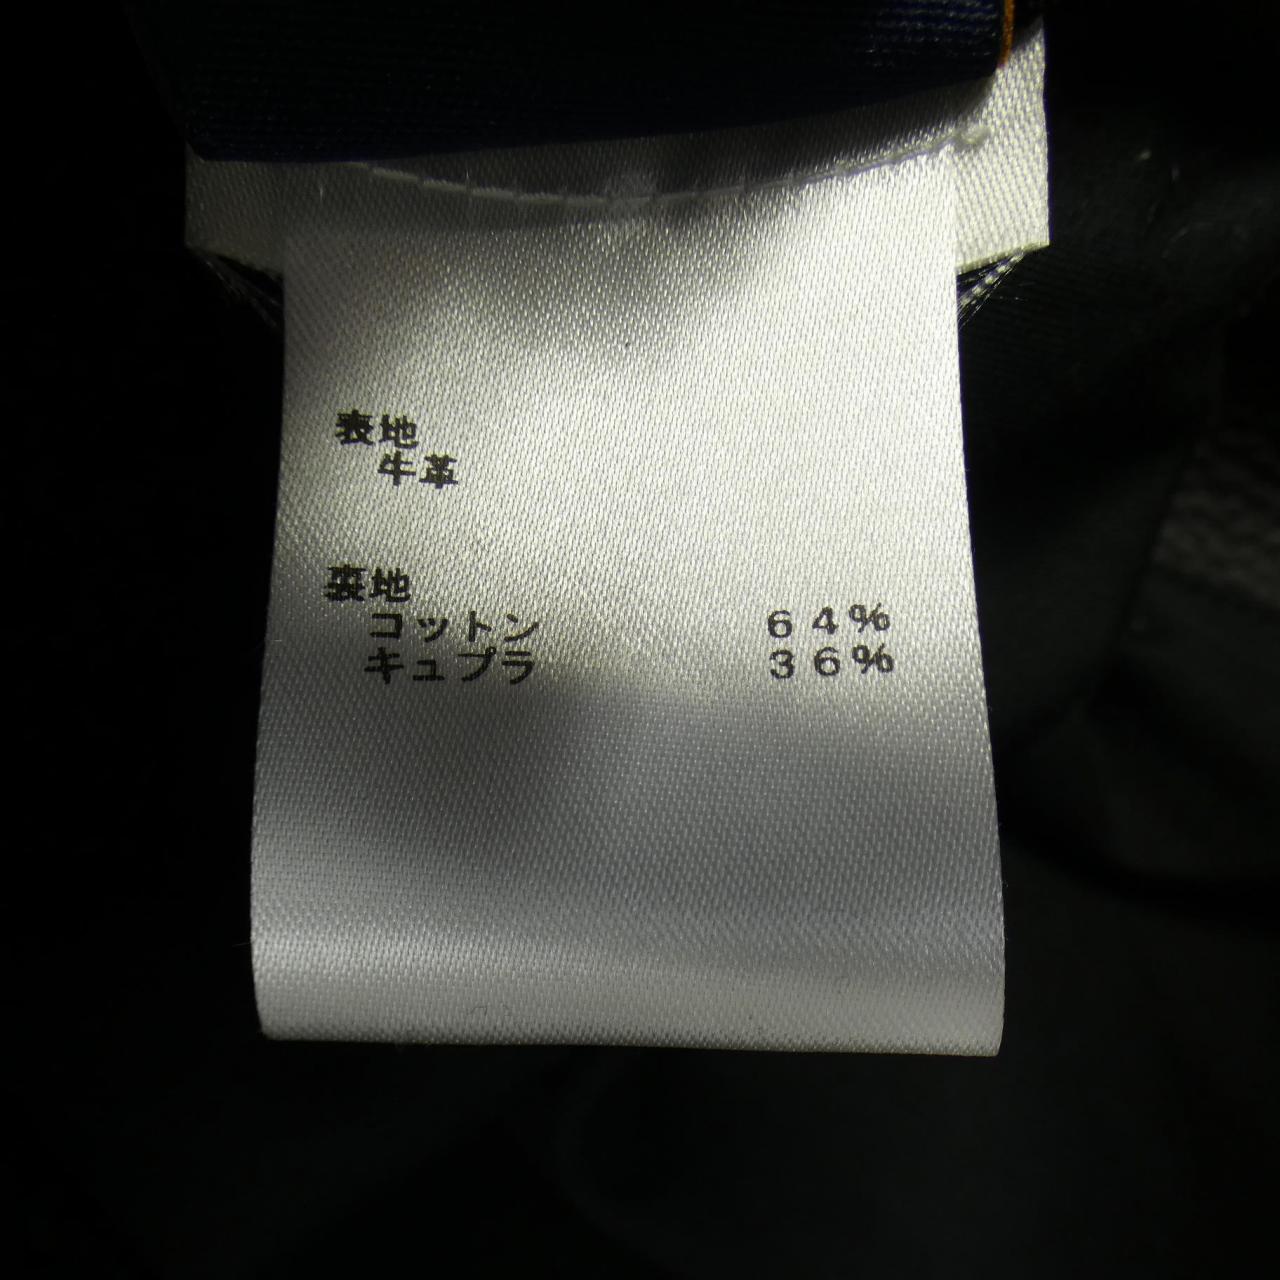 表地
牛革
裏地
コットン 64%
キュプラ 36%